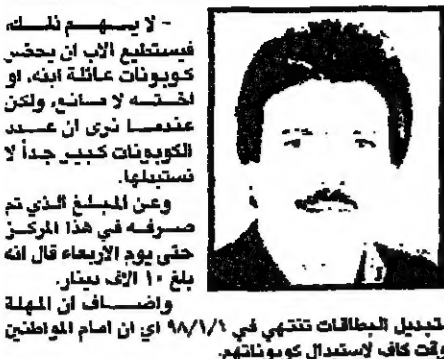 - لا يسهم ذلك،
فيستطيع الاب ان يحضر
كوبونات عائلة ابنه، او
اخته لا مانع، ولكن
عندما نرى ان عدد
الكوبونات كبير جداً لا
نستبدلها.
وعن المبلغ الذي تم
صرفه في هذا المركز
حتى يوم الاربعاء قال انه
بلغ ١٠ الاف دينار.
واضاف ان المهلة
لتبديل البطاقات تنتهي في ٩٨/١/١ اي ان امام المواطنين
وقت كاف لاستبدال كوبوناتهم.